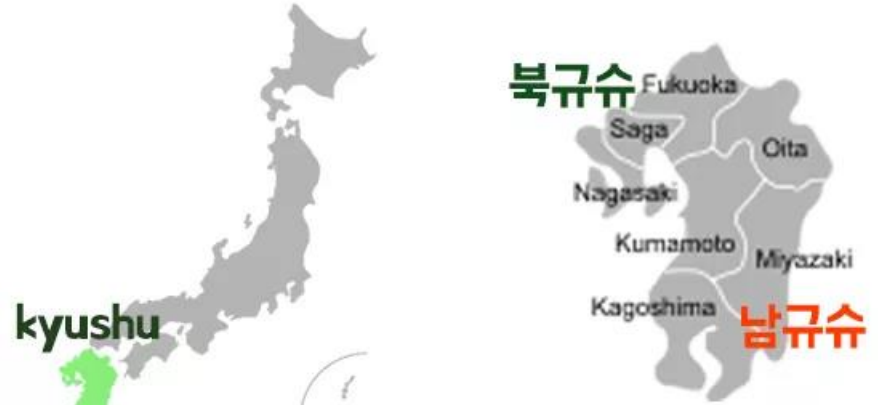 kyushu
북규슈
Fukuoka
Saga
Oita
Nagasaki
Kumamoto
Miyazaki
Kagoshima
남규슈